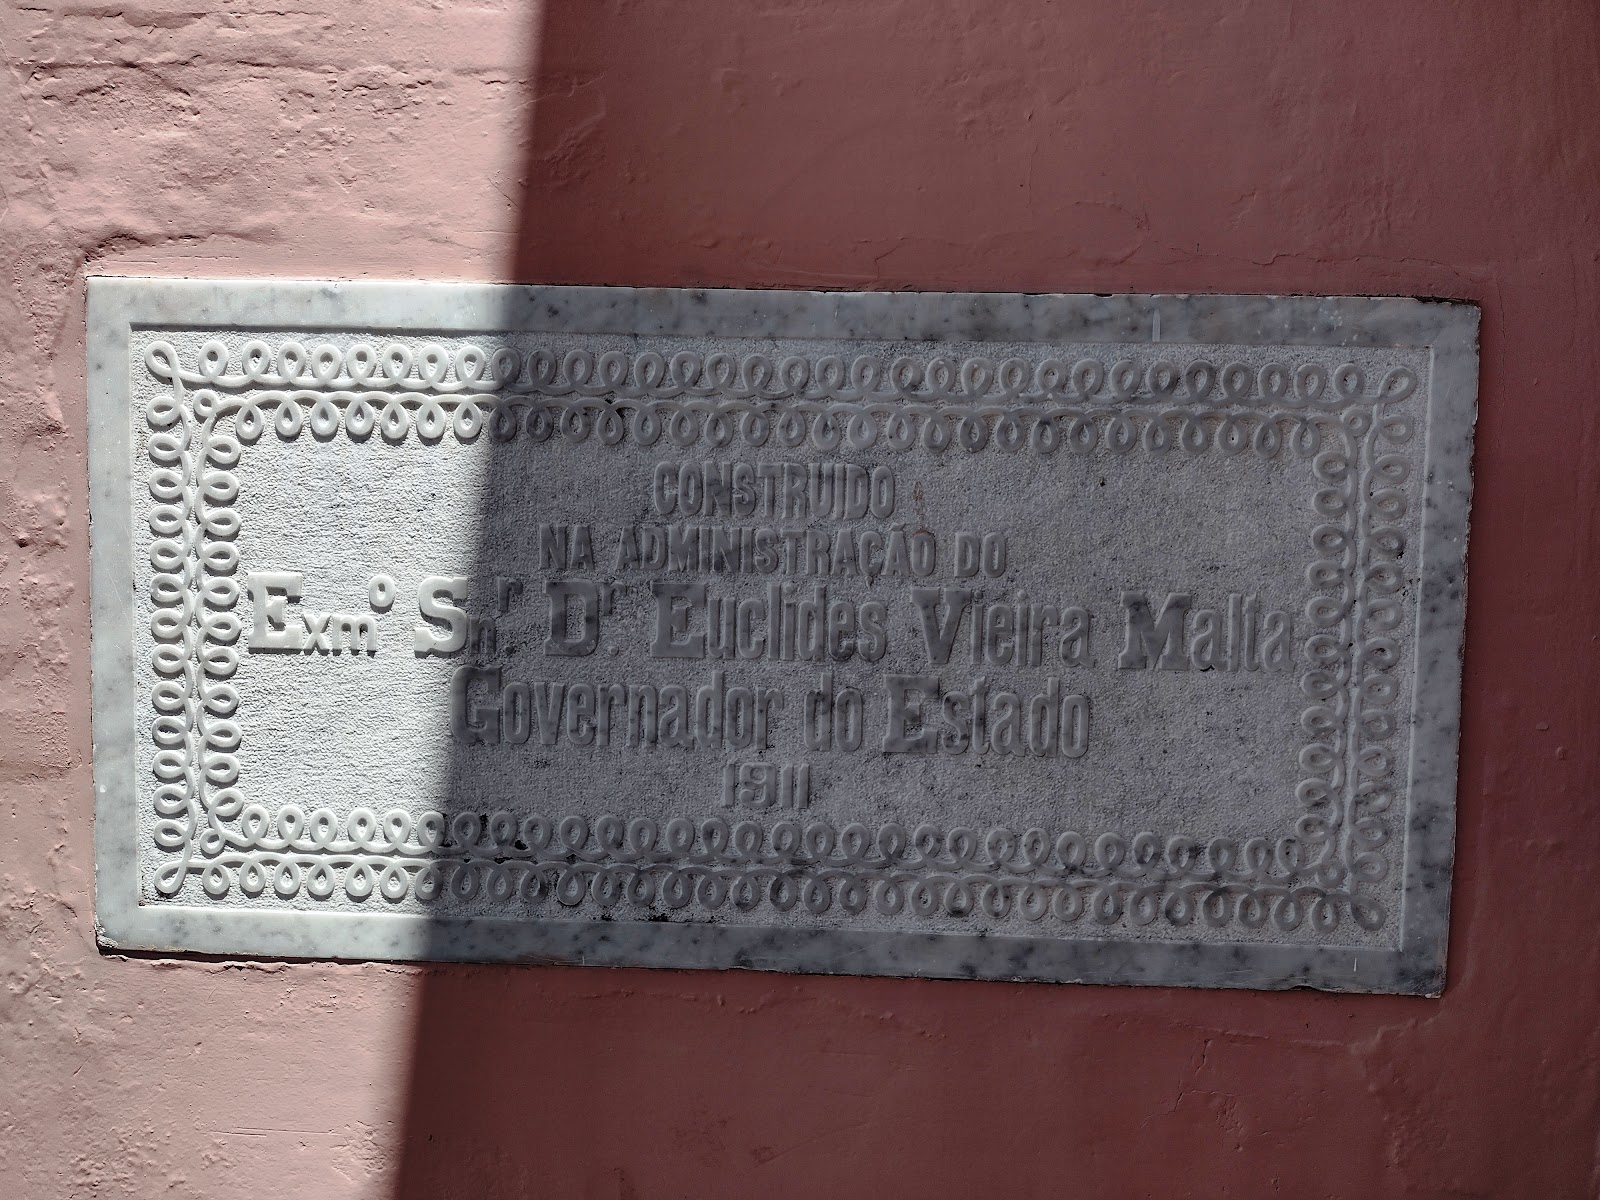 CONSTRUIDO
NA ADMINISTRAÇÃO DO
Exmº Snr Dr Euclides Vieira Malta
Governador do Estado
1911